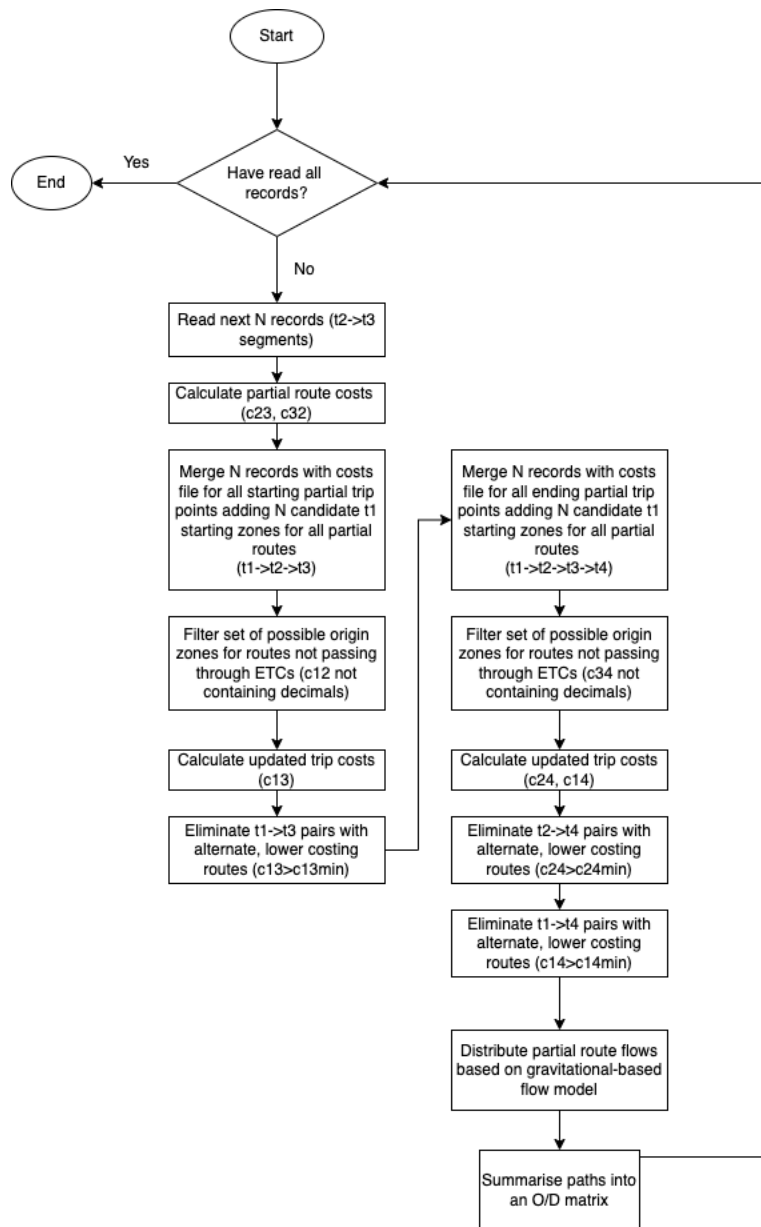 Start
Yes
End
Have read all
records?
No
Read next N records (t2->t3
segments)
Calculate partial route costs
(c23, c32)
Merge N records with costs
file for all starting partial trip
points adding N candidate t1
starting zones for all partial
routes
(t1->t2->t3)
Filter set of possible origin
zones for routes not passing
through ETCs (c12 not
containing decimals)
Calculate updated trip costs
(c13)
Eliminate t1->t3 pairs with
alternate, lower costing
routes (c13>c13min)
Merge N records with costs
file for all ending partial trip
points adding N candidate t1
starting zones for all partial
routes
(t1->t2->t3->t4)
Filter set of possible origin
zones for routes not passing
through ETCs (c34 not
containing decimals)
Calculate updated trip costs
(c24, c14)
Eliminate t2->t4 pairs with
alternate, lower costing
routes (c24>c24min)
Eliminate t1->t4 pairs with
alternate, lower costing
routes (c14>c14min)
Distribute partial route flows
based on gravitational-based
flow model
Summarise paths into
an O/D matrix